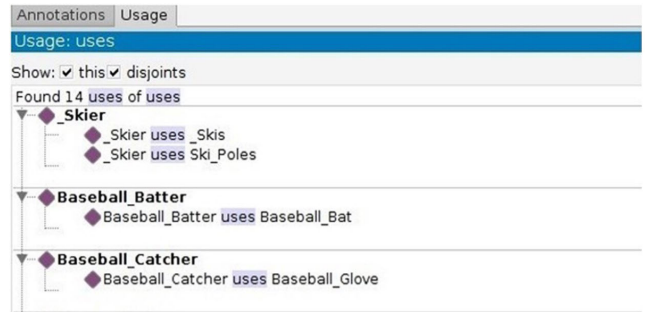 Annotations Usage
Usage: uses
Show: this disjoints
Found 14 uses of uses
_Skier
_Skier uses _Skis
_Skier uses Ski_Poles
Baseball_Batter
Baseball_Batter uses Baseball_Bat
Baseball_Catcher
Baseball_Catcher uses Baseball_Glove